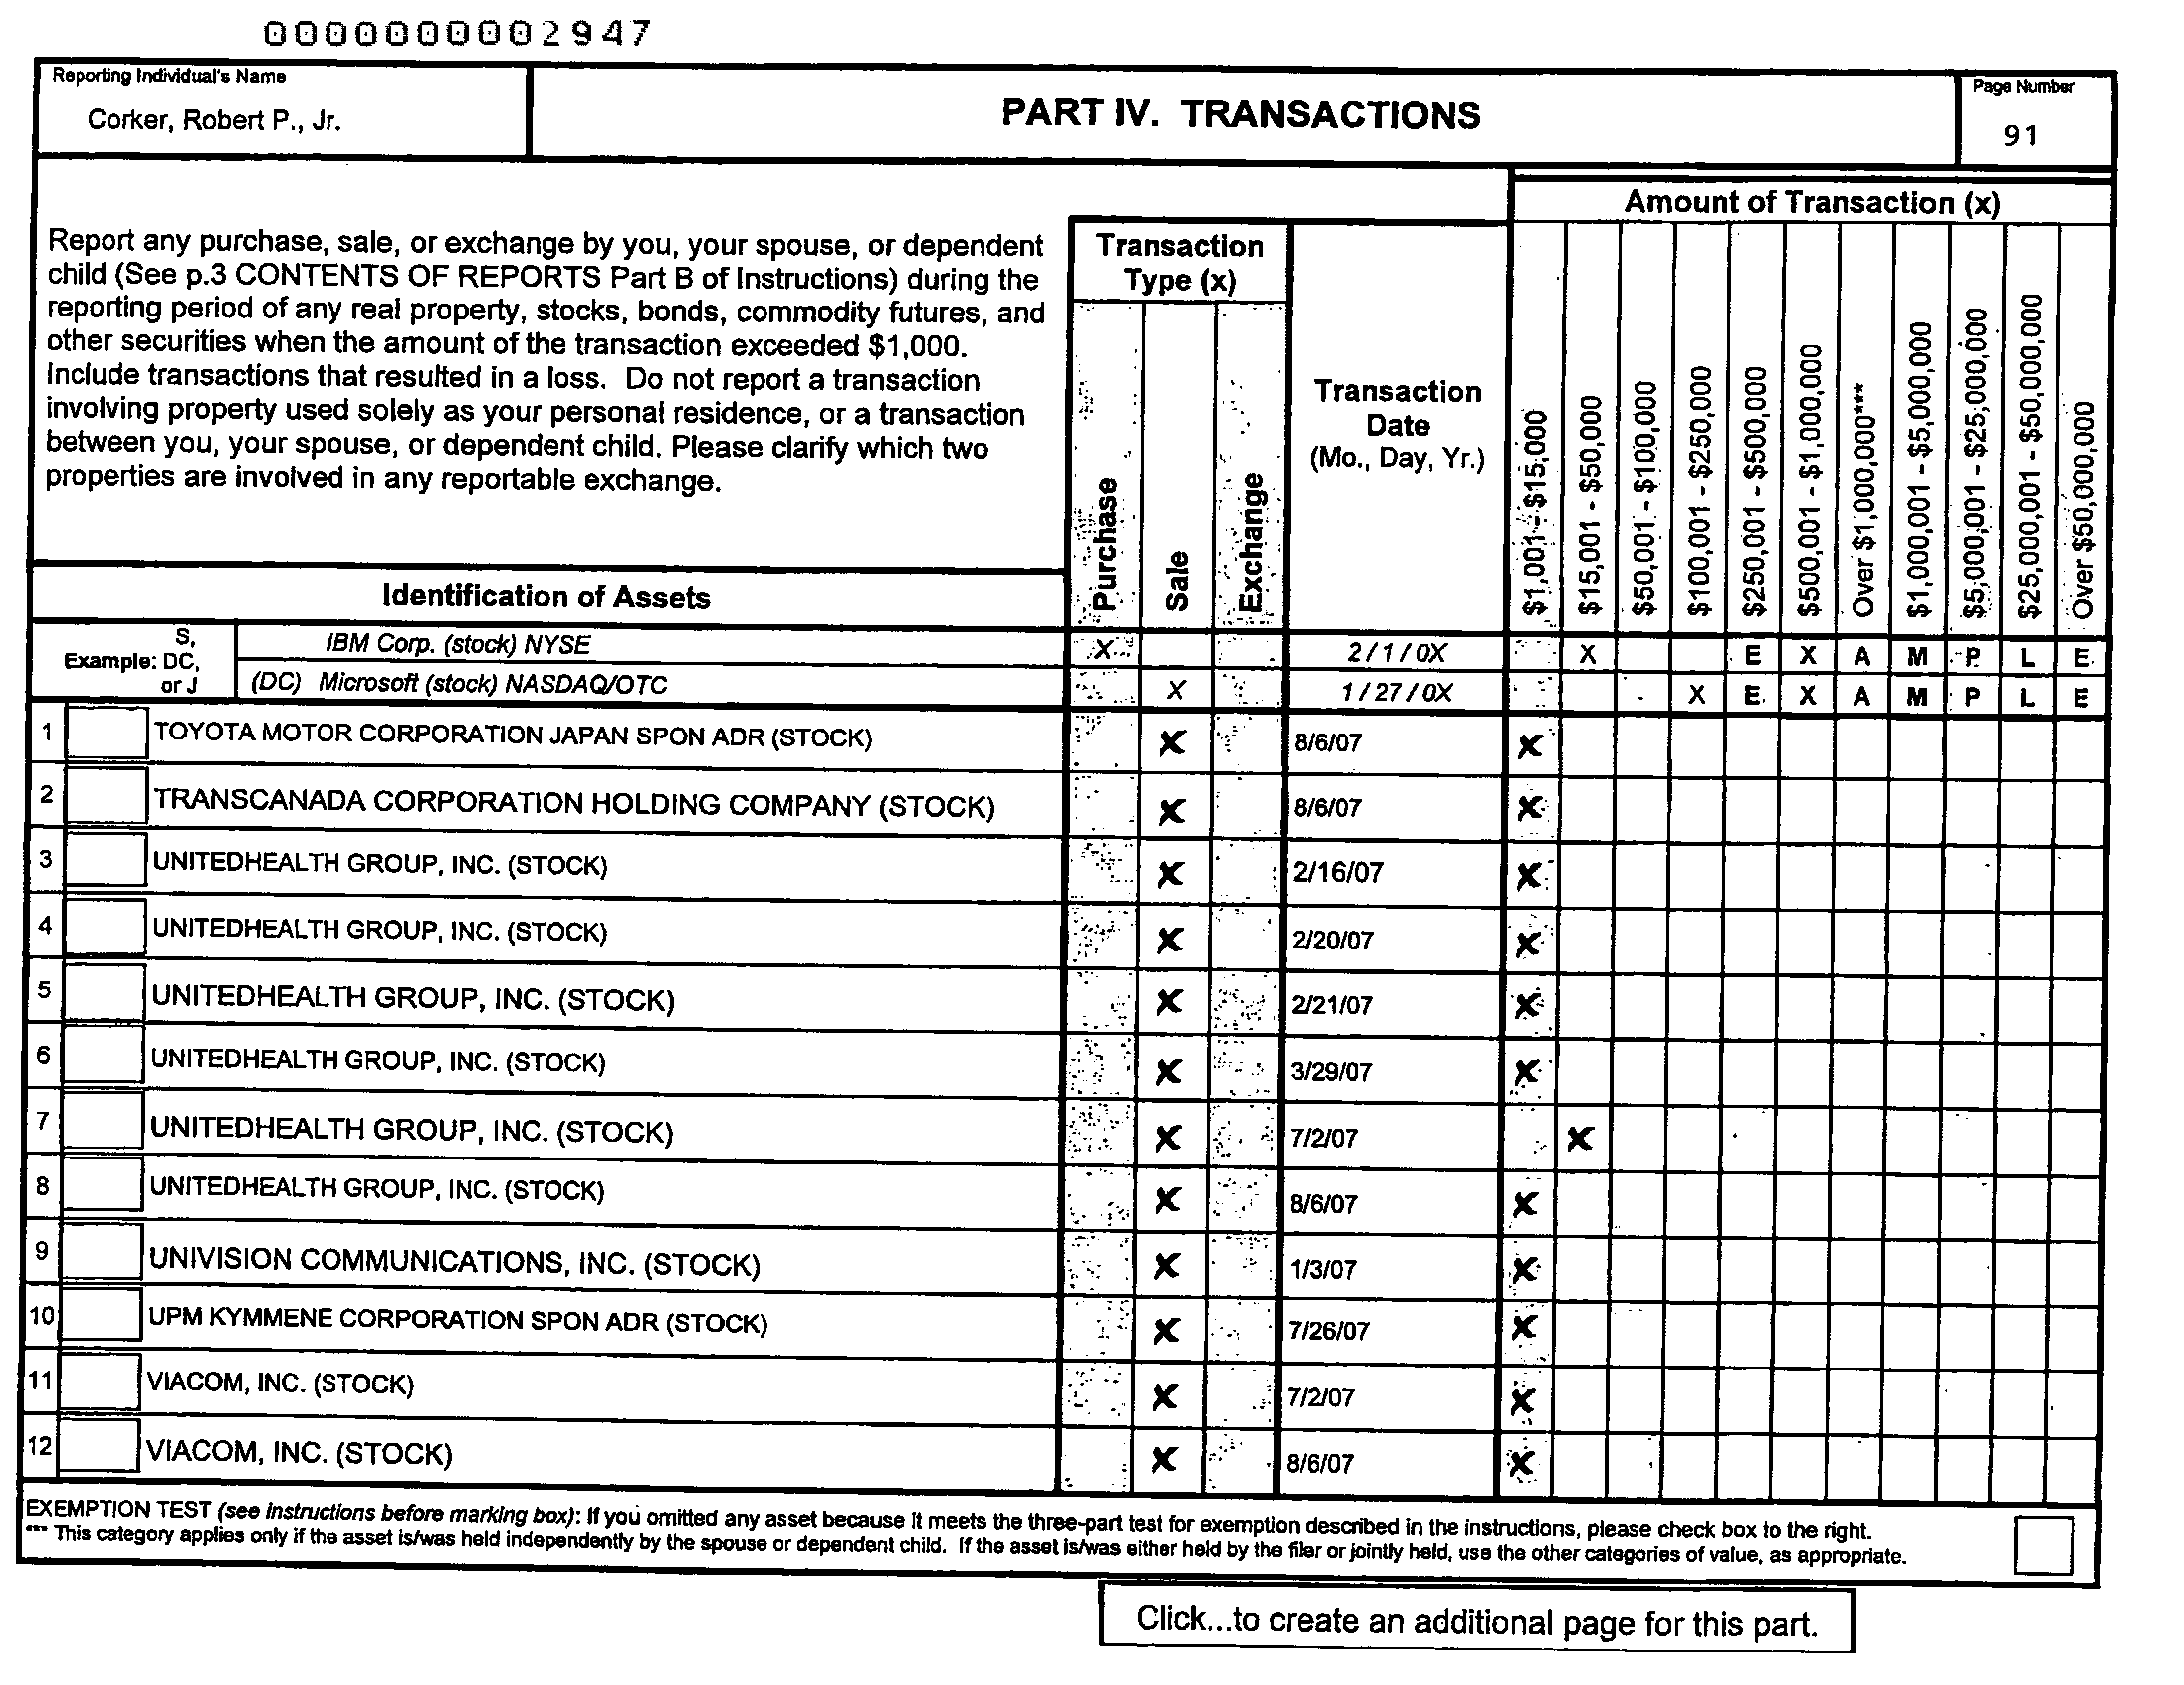 0000000002947
Reporting Individual's Name
Corker, Robert P., Jr.
PART IV. TRANSACTIONS
Page Number
91
Report any purchase, sale, or exchange by you, your spouse, or dependent
child (See p.3 CONTENTS OF REPORTS Part B of Instructions) during the
reporting period of any real property, stocks, bonds, commodity futures, and
other securities when the amount of the transaction exceeded $1,000.
Include transactions that resulted in a loss. Do not report a transaction
involving property used solely as your personal residence, or a transaction
between you, your spouse, or dependent child. Please clarify which two
properties are involved in any reportable exchange.
Transaction
Type (x)
Purchase
Sale
Exchange
Transaction
Date
(Mo., Day, Yr.)
Amount of Transaction (x)
$1,001 - $15,000
$15,001 - $50,000
$50,001 - $100,000
$100,001 - $250,000
$250,001 - $500,000
$500,001 - $1,000,000
Over $1,000,000***
$1,000,001 - $5,000,000
$5,000,001 - $25,000,000
$25,000,001 - $50,000,000
Over $50,000,000
Identification of Assets
Example: S, DC, or J
IBM Corp. (stock) NYSE X 2 / 1 / 0X X E X A M P L E
(DC) Microsoft (stock) NASDAQ/OTC X 1 / 27 / 0X X E X A M P L E
1 TOYOTA MOTOR CORPORATION JAPAN SPON ADR (STOCK) X 8/6/07 X
2 TRANSCANADA CORPORATION HOLDING COMPANY (STOCK) X 8/6/07 X
3 UNITEDHEALTH GROUP, INC. (STOCK) X 2/16/07 X
4 UNITEDHEALTH GROUP, INC. (STOCK) X 2/20/07 X
5 UNITEDHEALTH GROUP, INC. (STOCK) X 2/21/07 X
6 UNITEDHEALTH GROUP, INC. (STOCK) X 3/29/07 X
7 UNITEDHEALTH GROUP, INC. (STOCK) X 7/2/07 X
8 UNITEDHEALTH GROUP, INC. (STOCK) X 8/6/07 X
9 UNIVISION COMMUNICATIONS, INC. (STOCK) X 1/3/07 X
10 UPM KYMMENE CORPORATION SPON ADR (STOCK) X 7/26/07 X
11 VIACOM, INC. (STOCK) X 7/2/07 X
12 VIACOM, INC. (STOCK) X 8/6/07 X
EXEMPTION TEST (see instructions before marking box): If you omitted any asset because it meets the three-part test for exemption described in the instructions, please check box to the right.
*** This category applies only if the asset is/was held independently by the spouse or dependent child. If the asset is/was either held by the filer or jointly held, use the other categories of value, as appropriate.
Click...to create an additional page for this part.